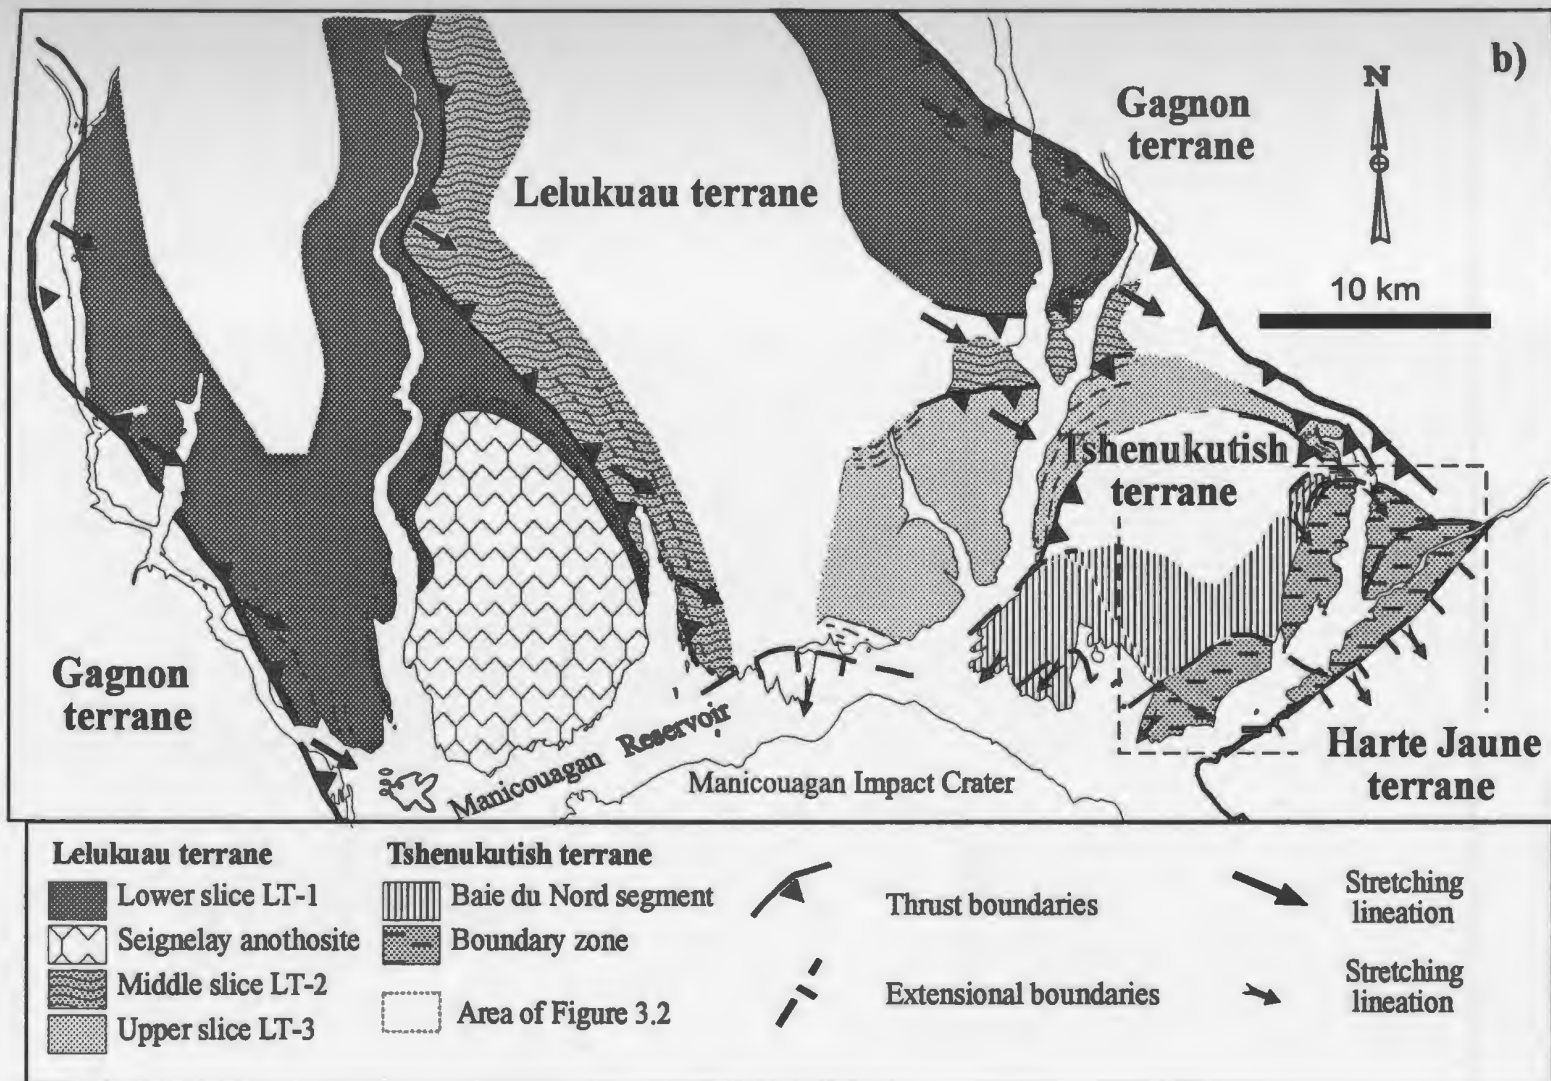 b)
N
Gagnon
terrane
Lelukuau terrane
10 km
Tshenukutish
terrane
Gagnon
terrane
Manicouagan Reservoir
Manicouagan Impact Crater
Harte Jaune
terrane
Lelukuau terrane
Lower slice LT-1
Seignelay anothosite
Middle slice LT-2
Upper slice LT-3
Tshenukutish terrane
Baie du Nord segment
Boundary zone
Area of Figure 3.2
Thrust boundaries
Extensional boundaries
Stretching
lineation
Stretching
lineation